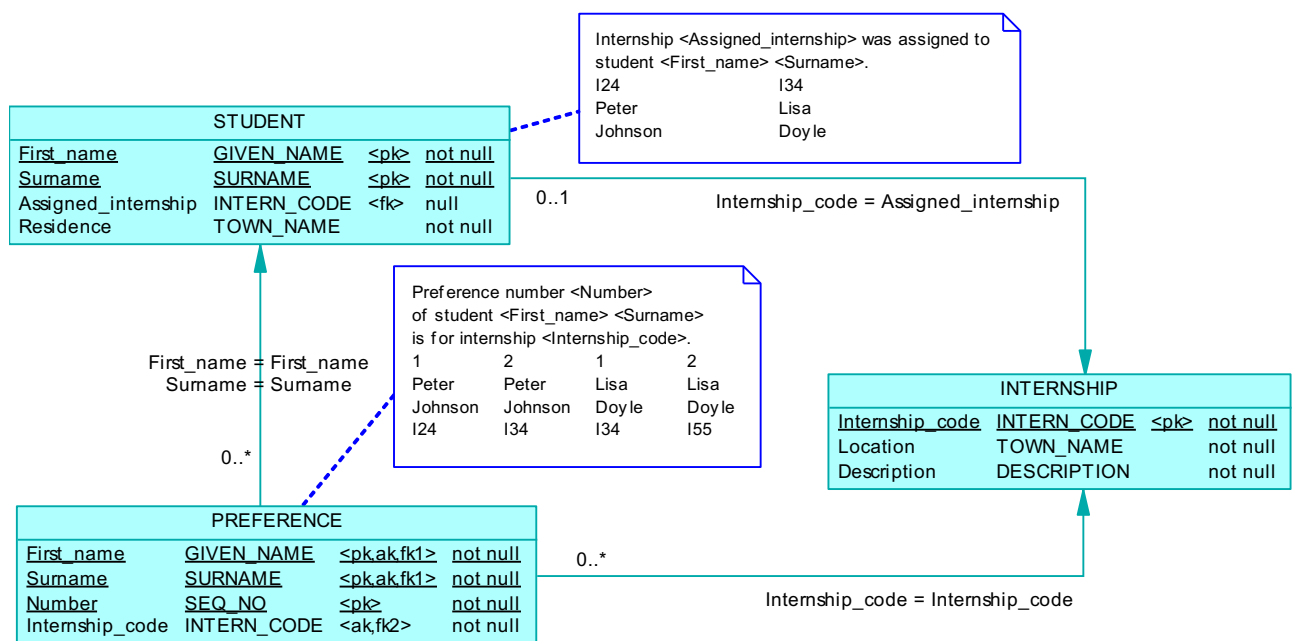 Internship <Assigned_internship> was assigned to
student <First_name> <Surname>.
I24 I34
Peter Lisa
Johnson Doyle
STUDENT
First_name GIVEN_NAME <pk> not null
Surname SURNAME <pk> not null
Assigned_internship INTERN_CODE <fk> null
Residence TOWN_NAME not null
0..1
Internship_code = Assigned_internship
Preference number <Number>
of student <First_name> <Surname>
is for internship <Internship_code>.
1 2 1 2
Peter Peter Lisa Lisa
Johnson Johnson Doyle Doyle
I24 I34 I34 I55
First_name = First_name
Surname = Surname
0..*
INTERNSHIP
Internship_code INTERN_CODE <pk> not null
Location TOWN_NAME not null
Description DESCRIPTION not null
PREFERENCE
First_name GIVEN_NAME <pk,ak,fk1> not null
Surname SURNAME <pk,ak,fk1> not null
Number SEQ_NO <pk> not null
Internship_code INTERN_CODE <ak,fk2> not null
0..*
Internship_code = Internship_code